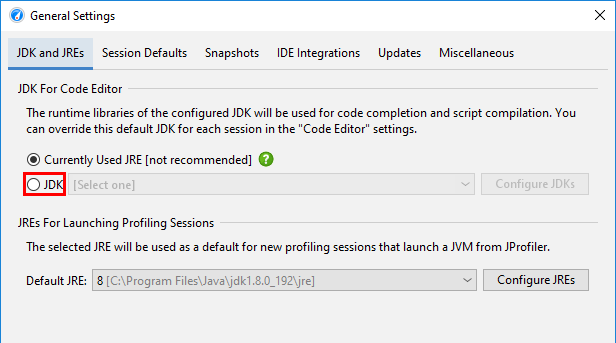 General Settings
JDK and JREs Session Defaults Snapshots IDE Integrations Updates Miscellaneous
JDK For Code Editor
The runtime libraries of the configured JDK will be used for code completion and script compilation. You
can override this default JDK for each session in the "Code Editor" settings.
Currently Used JRE [not recommended] ?
JDK [Select one] Configure JDKs
JREs For Launching Profiling Sessions
The selected JRE will be used as a default for new profiling sessions that launch a JVM from JProfiler.
Default JRE: 8 [C:\Program Files\Java\jdk1.8.0_192\jre] Configure JREs